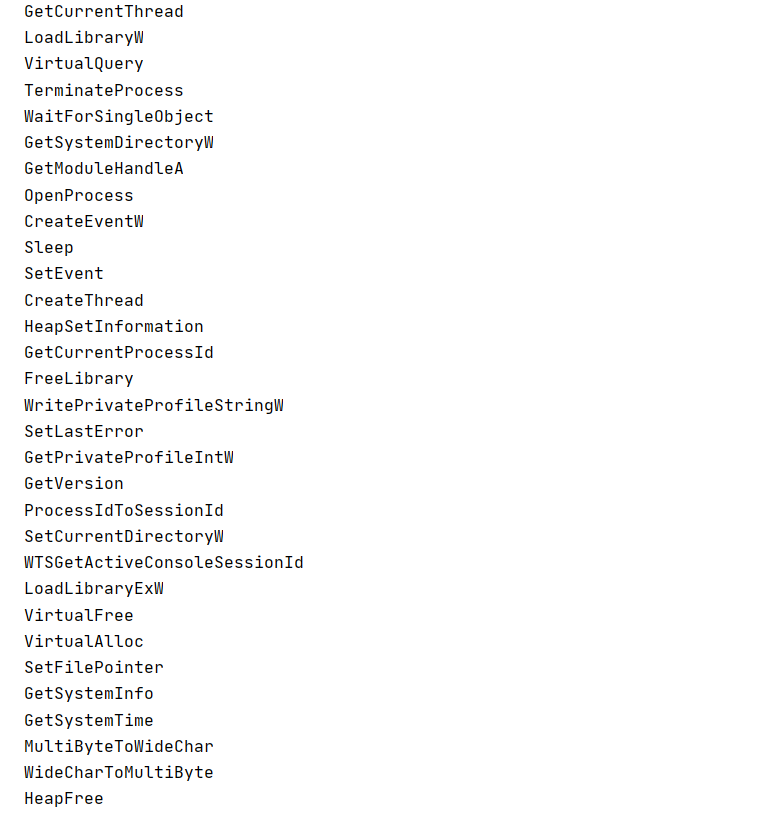 GetCurrentThread
LoadLibraryW
VirtualQuery
TerminateProcess
WaitForSingleObject
GetSystemDirectoryW
GetModuleHandleA
OpenProcess
CreateEventW
Sleep
SetEvent
CreateThread
HeapSetInformation
GetCurrentProcessId
FreeLibrary
WritePrivateProfileStringW
SetLastError
GetPrivateProfileIntW
GetVersion
ProcessIdToSessionId
SetCurrentDirectoryW
WTSGetActiveConsoleSessionId
LoadLibraryExW
VirtualFree
VirtualAlloc
SetFilePointer
GetSystemInfo
GetSystemTime
MultiByteToWideChar
WideCharToMultiByte
HeapFree